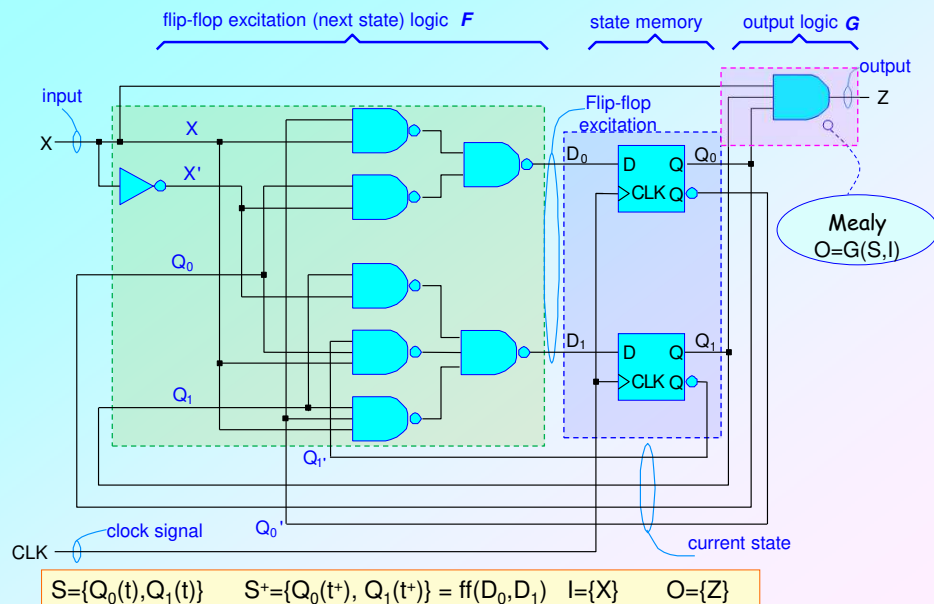 flip-flop excitation (next state) logic F
state memory
output logic G
input
output
X
X
X'
Z
Flip-flop
excitation
D₀
D
Q
Q₀
CLK
Q
Q
Mealy
O=G(S,I)
Q₀
D₁
D
Q
Q₁
CLK
Q
Q₁
Q₁'
Q₀'
clock signal
CLK
current state
S={Q₀(t),Q₁(t)} S⁺={Q₀(t⁺), Q₁(t⁺)} = ff(D₀,D₁) I={X} O={Z}